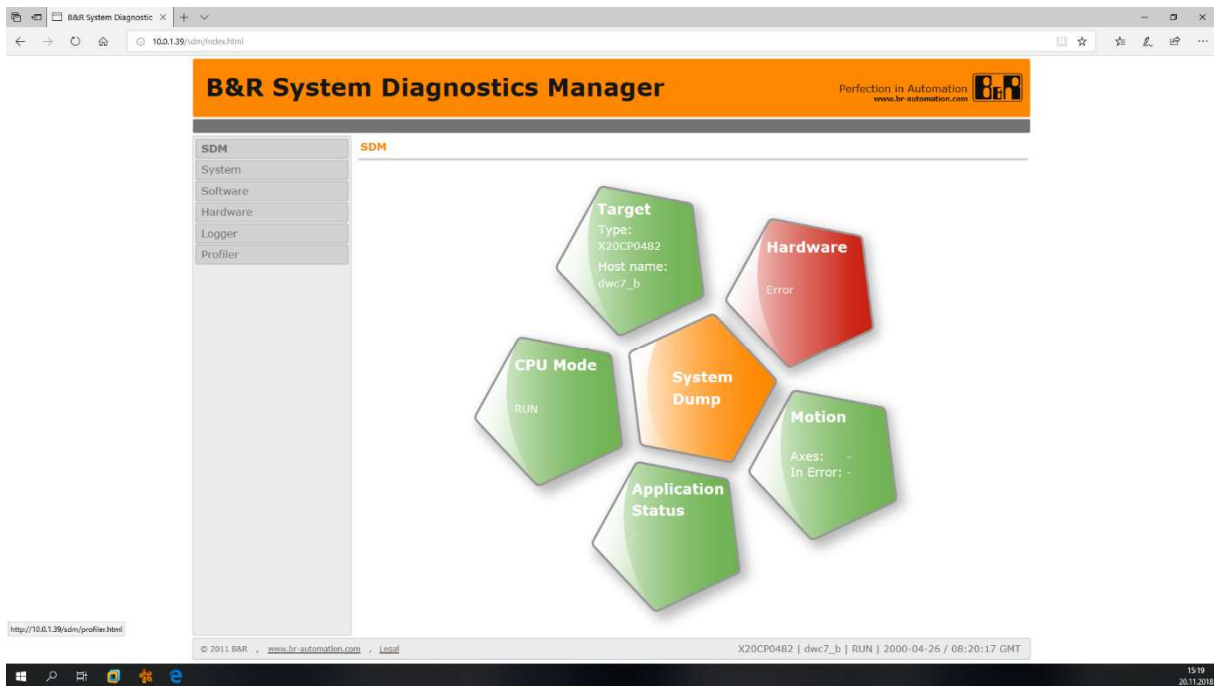 B&R System Diagnostic
10.0.1.39/sdm/index.html
B&R System Diagnostics Manager
Perfection in Automation
www.br-automation.com
B&R
SDM
System
Software
Hardware
Logger
Profiler
SDM
Target
Type:
X20CP0482
Host name:
dwc7_b
Hardware
Error
CPU Mode
RUN
System
Dump
Motion
Axes: -
In Error: -
Application
Status
-
http://10.0.1.39/sdm/profiler.html
© 2011 B&R , www.br-automation.com , Legal
X20CP0482 | dwc7_b | RUN | 2000-04-26 / 08:20:17 GMT
15:19
20.11.2018